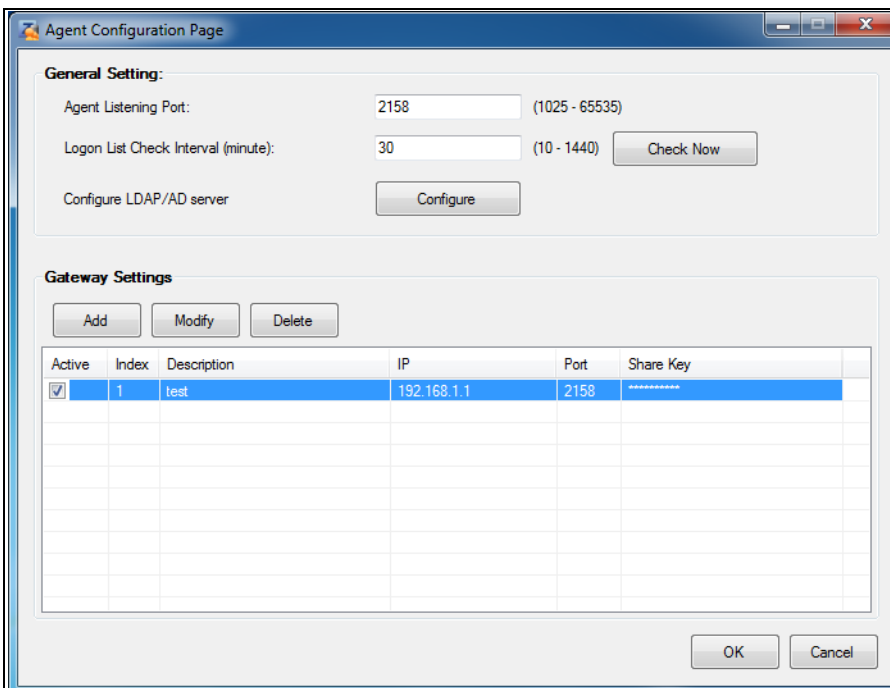 Agent Configuration Page
General Setting:
Agent Listening Port: 2158 (1025 - 65535)
Logon List Check Interval (minute): 30 (10 - 1440) Check Now
Configure LDAP/AD server Configure
Gateway Settings
Add Modify Delete
Active Index Description IP Port Share Key
1 test 192.168.1.1 2158 **********
OK Cancel